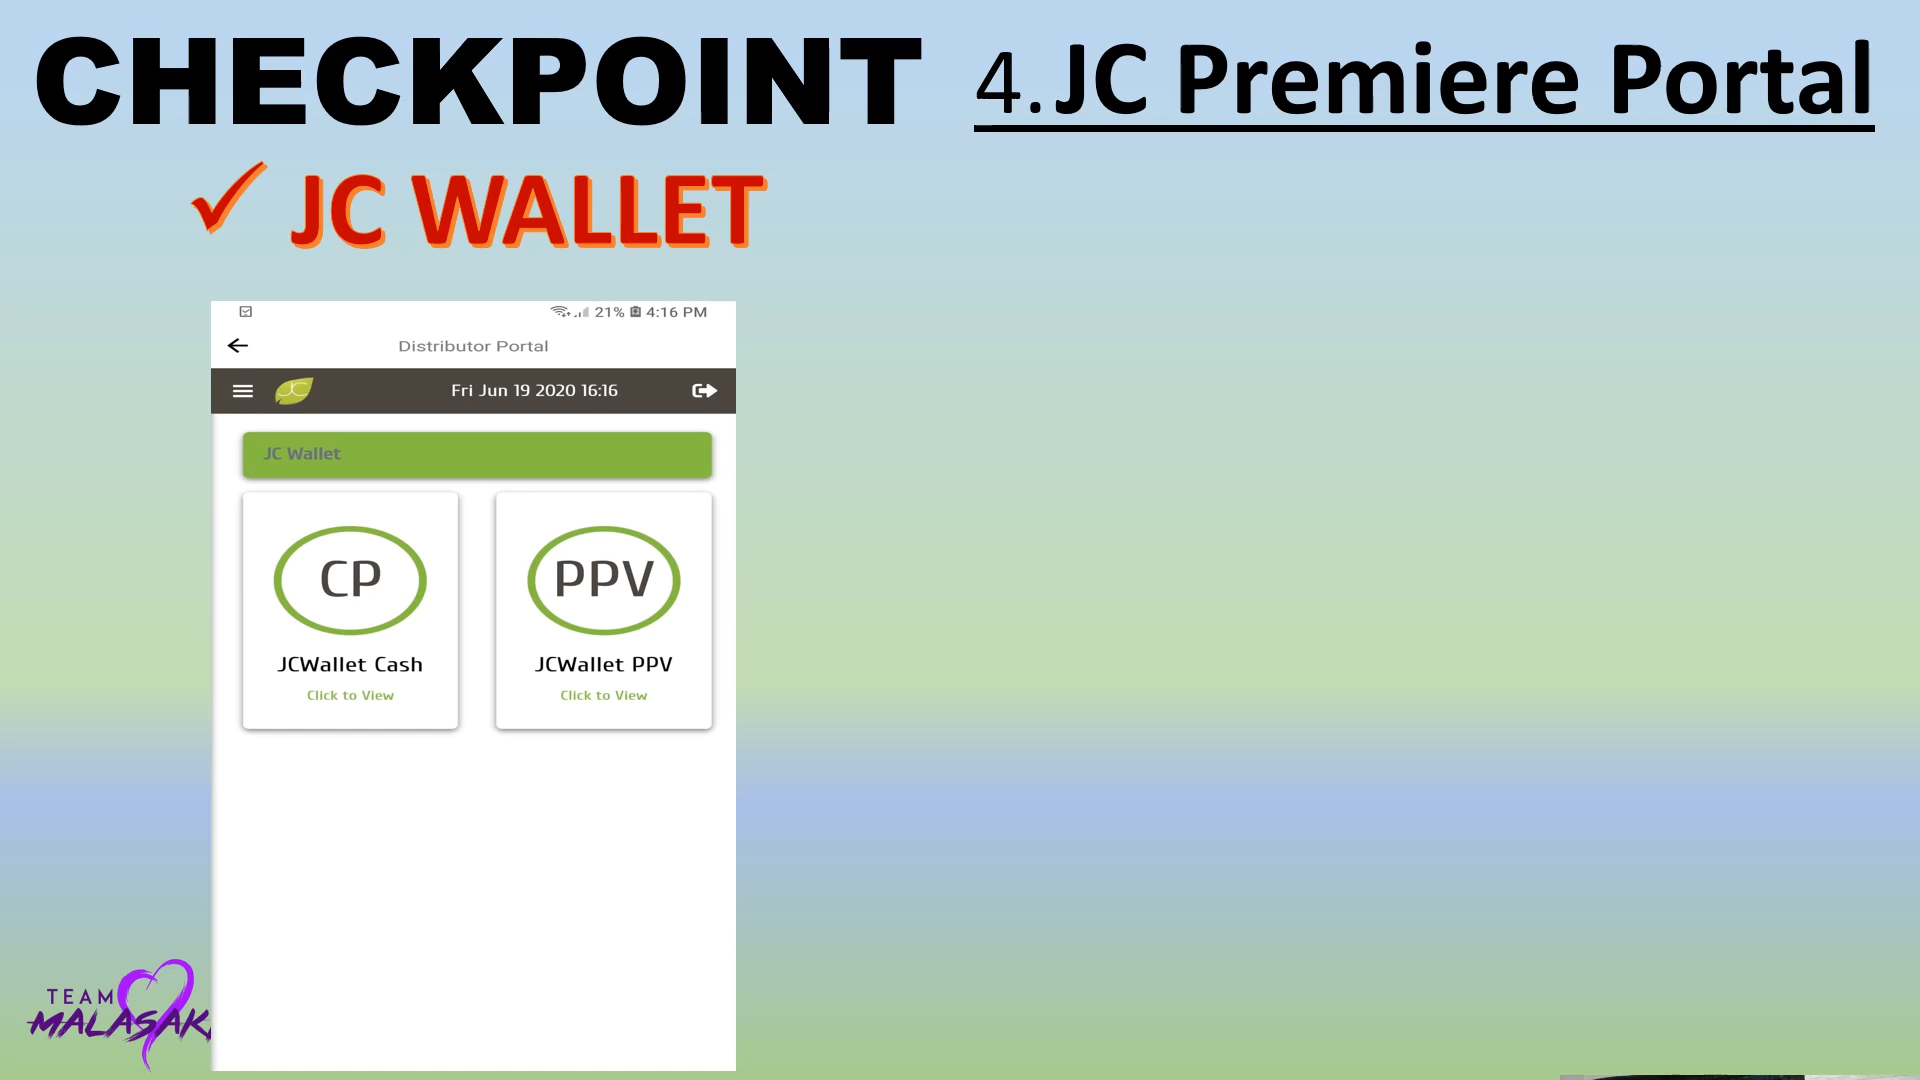 CHECKPOINT
4. JC Premiere Portal
✓ JC WALLET
21% 4:16 PM
Distributor Portal
JC
Fri Jun 19 2020 16:16
JC Wallet
CP
PPV
JCWallet Cash
JCWallet PPV
Click to View
Click to View
TEAM